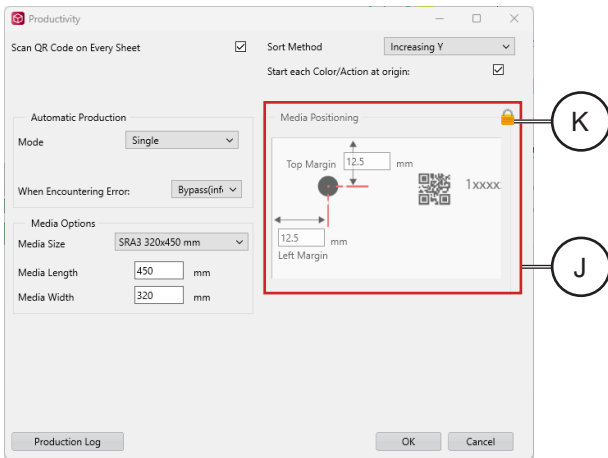 Productivity
Scan QR Code on Every Sheet
Sort Method
Increasing Y
Start each Color/Action at origin:
Automatic Production
Mode
Single
When Encountering Error:
Bypass(inf
Media Options
Media Size
SRA3 320x450 mm
Media Length
450
mm
Media Width
320
mm
Media Positioning
Top Margin
12.5
mm
1xxxx
12.5
mm
Left Margin
K
J
Production Log
OK
Cancel